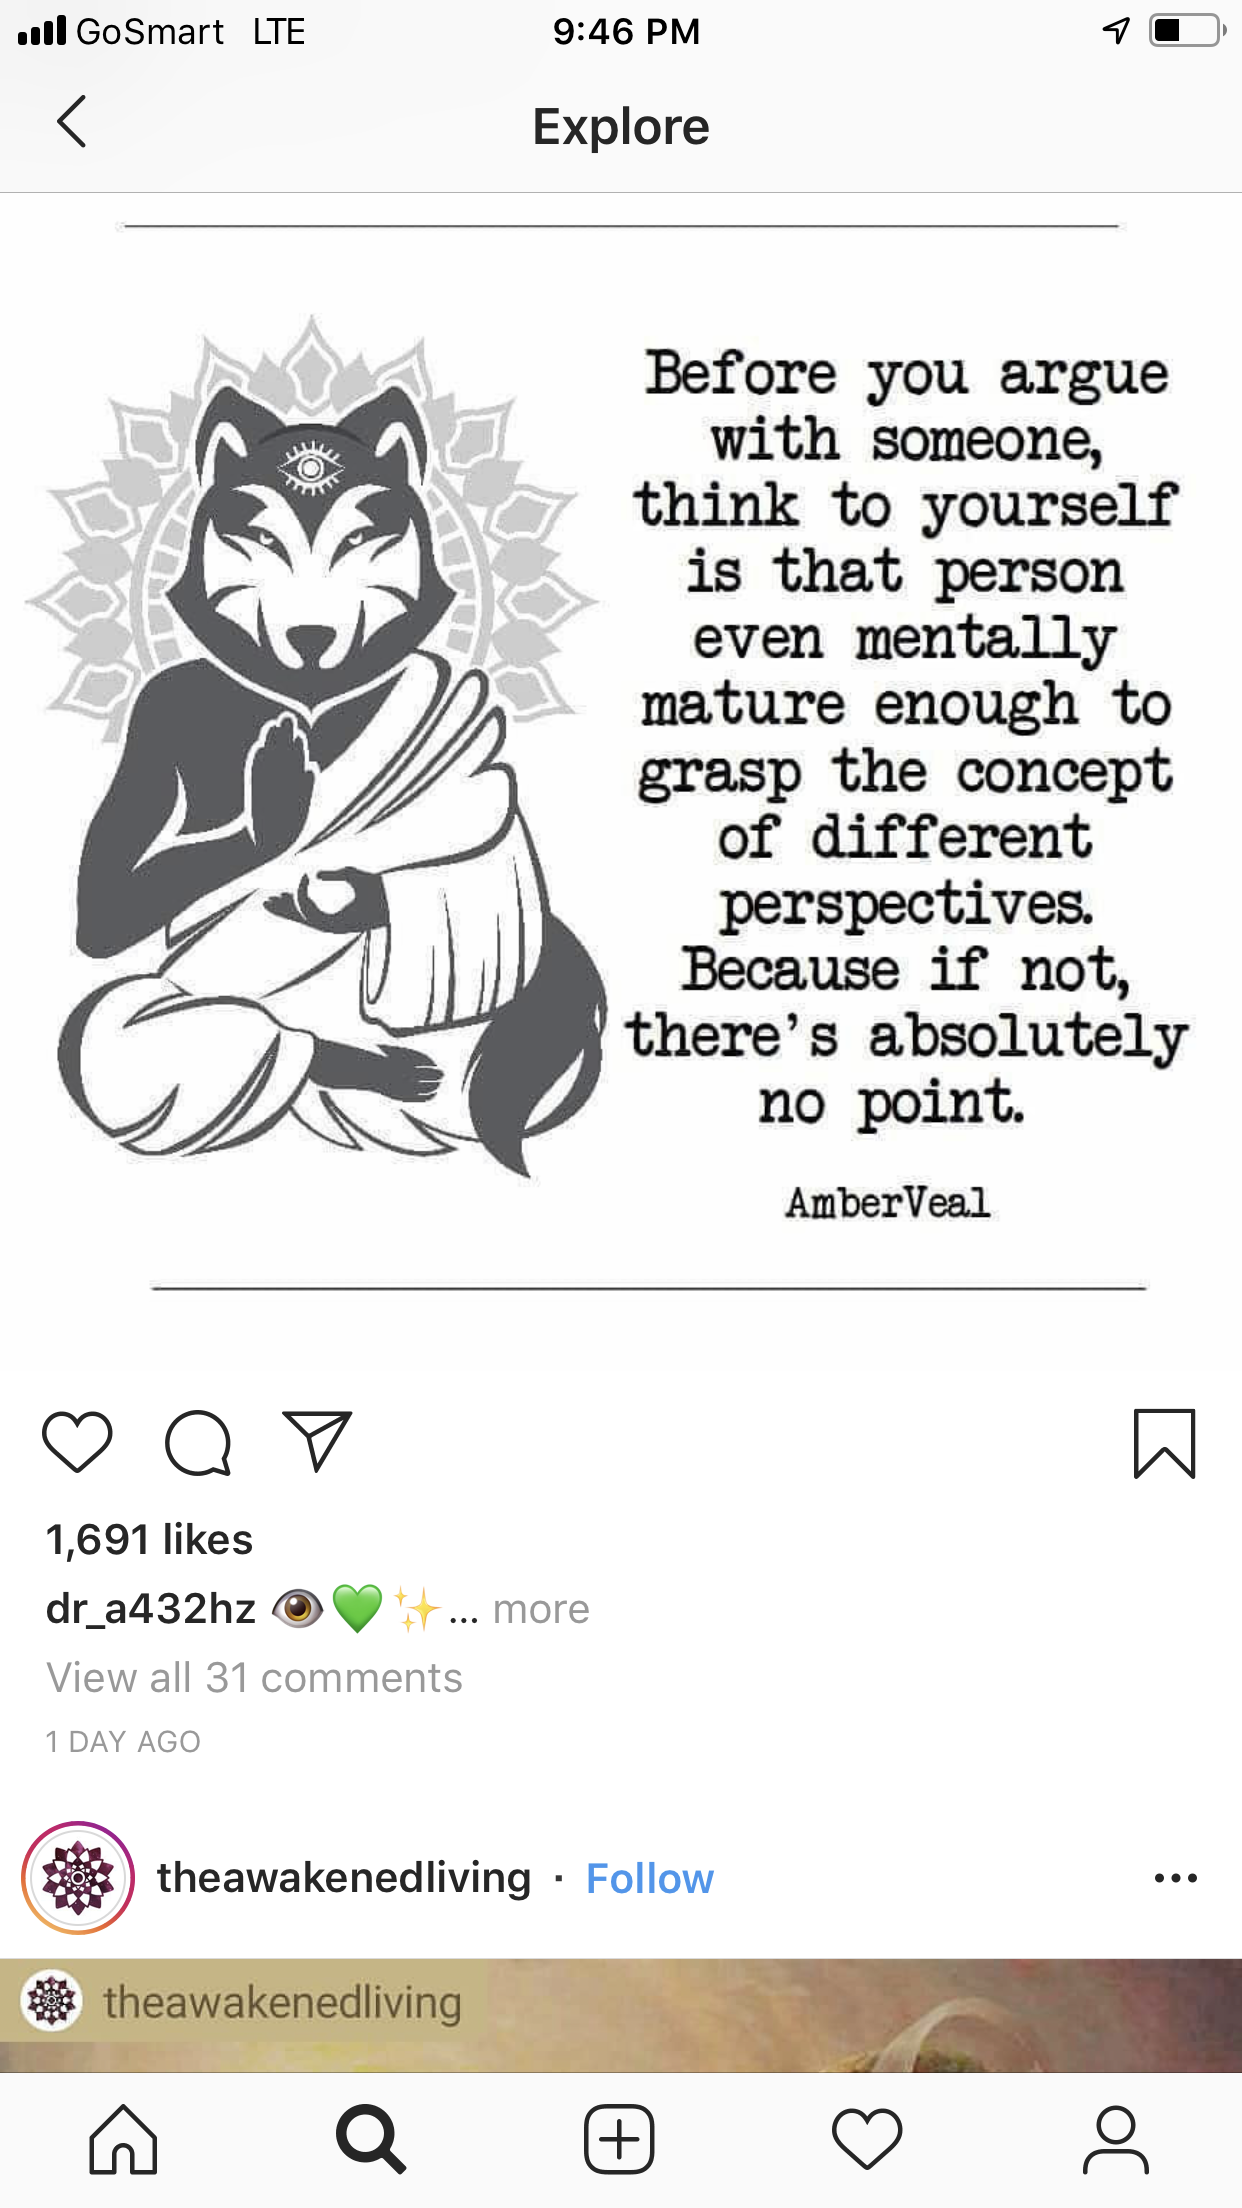 GoSmart LTE 9:46 PM
Explore
Before you argue
with someone,
think to yourself
is that person
even mentally
mature enough to
grasp the concept
of different
perspectives.
Because if not,
there's absolutely
no point.
AmberVeal
1,691 likes
dr_a432hz 👁💚✨... more
View all 31 comments
1 DAY AGO
theawakenedliving · Follow
theawakenedliving